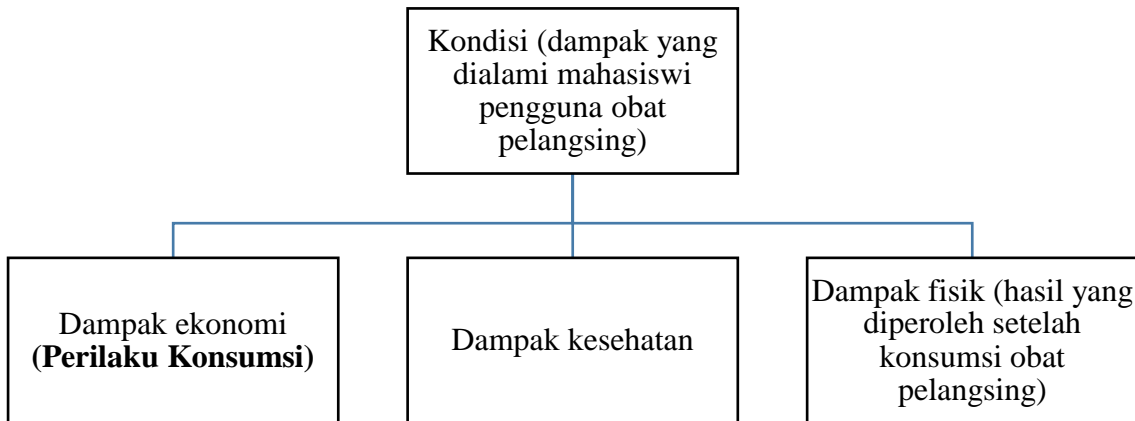 Kondisi (dampak yang
dialami mahasiswi
pengguna obat
pelangsing)
Dampak ekonomi
(Perilaku Konsumsi)
Dampak kesehatan
Dampak fisik (hasil yang
diperoleh setelah
konsumsi obat
pelangsing)